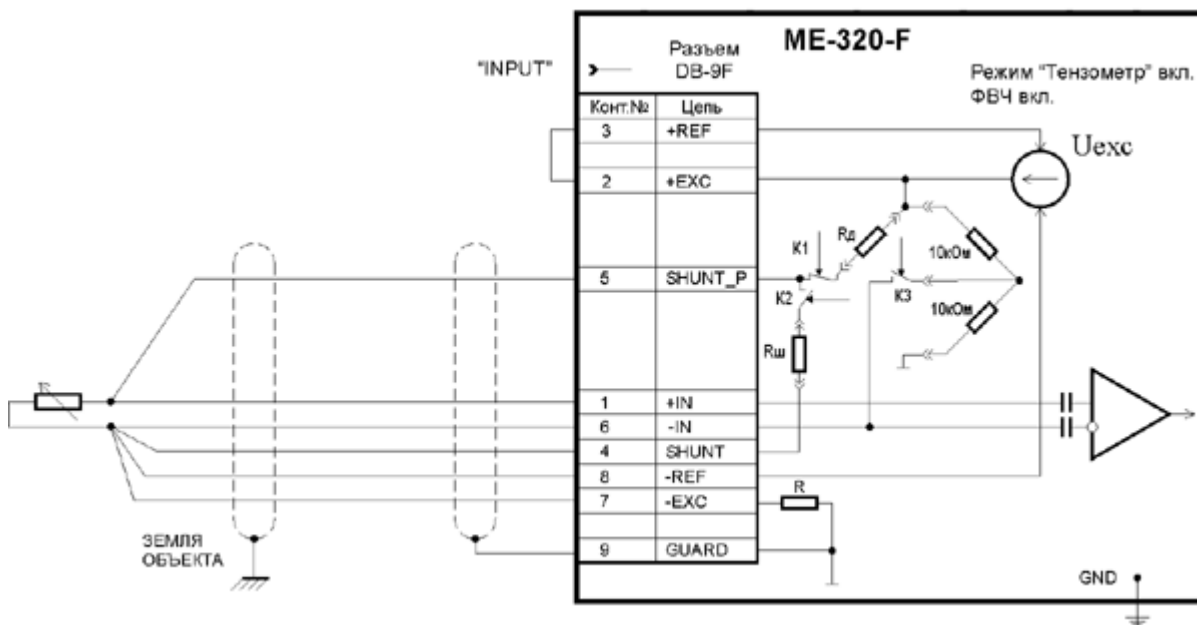 ME-320-F
"INPUT"
Разъем
DB-9F
Режим "Тензометр" вкл.
ФВЧ вкл.
Конт.№ Цепь
3 +REF
2 +EXC
Uexc
5 SHUNT_P
K1
Rд
10кОм
K2
K3
10кОм
Rш
1 +IN
6 -IN
4 SHUNT
8 -REF
7 -EXC
R
9 GUARD
ЗЕМЛЯ
ОБЪЕКТА
GND